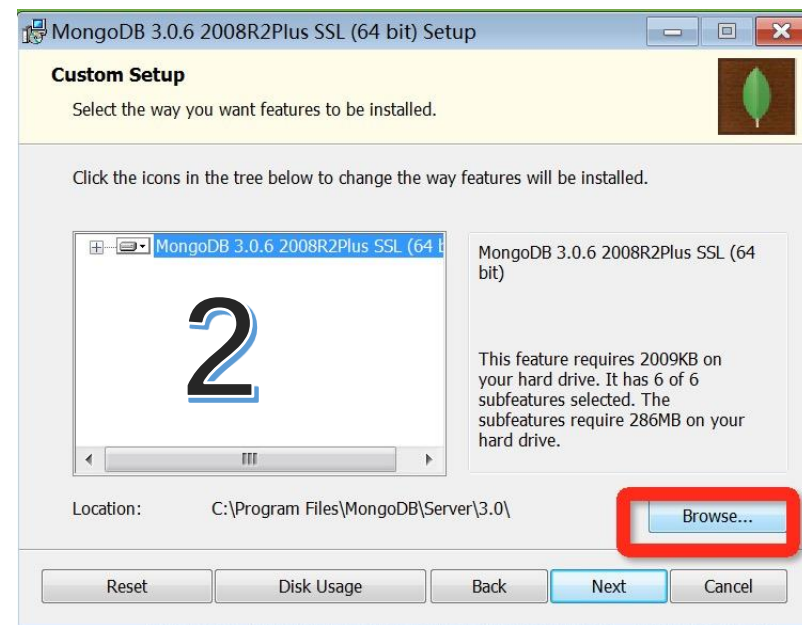 MongoDB 3.0.6 2008R2Plus SSL (64 bit) Setup
Custom Setup
Select the way you want features to be installed.
Click the icons in the tree below to change the way features will be installed.
MongoDB 3.0.6 2008R2Plus SSL (64
2
MongoDB 3.0.6 2008R2Plus SSL (64
bit)
This feature requires 2009KB on
your hard drive. It has 6 of 6
subfeatures selected. The
subfeatures require 286MB on your
hard drive.
Location: C:\Program Files\MongoDB\Server\3.0\
Browse...
Reset Disk Usage Back Next Cancel